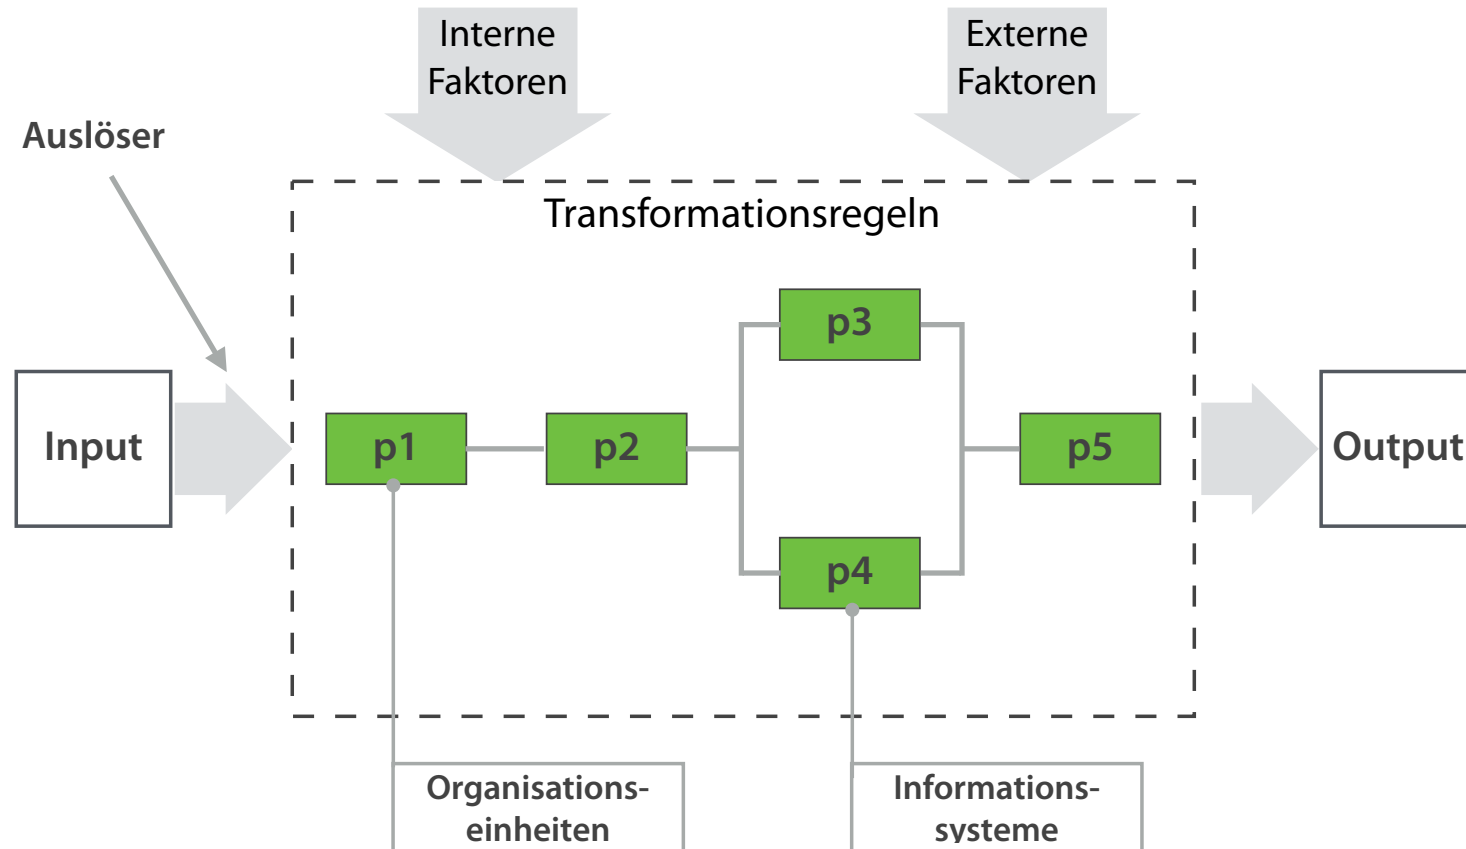 Interne
Faktoren
Externe
Faktoren
Auslöser
Transformationsregeln
p3
Input
p1
p2
p5
Output
p4
Organisations-
einheiten
Informations-
systeme